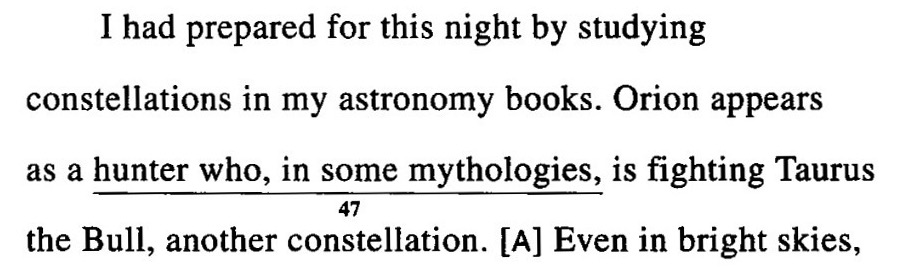 I had prepared for this night by studying
constellations in my astronomy books. Orion appears
as a hunter who, in some mythologies, is fighting Taurus
47
the Bull, another constellation. [A] Even in bright skies,